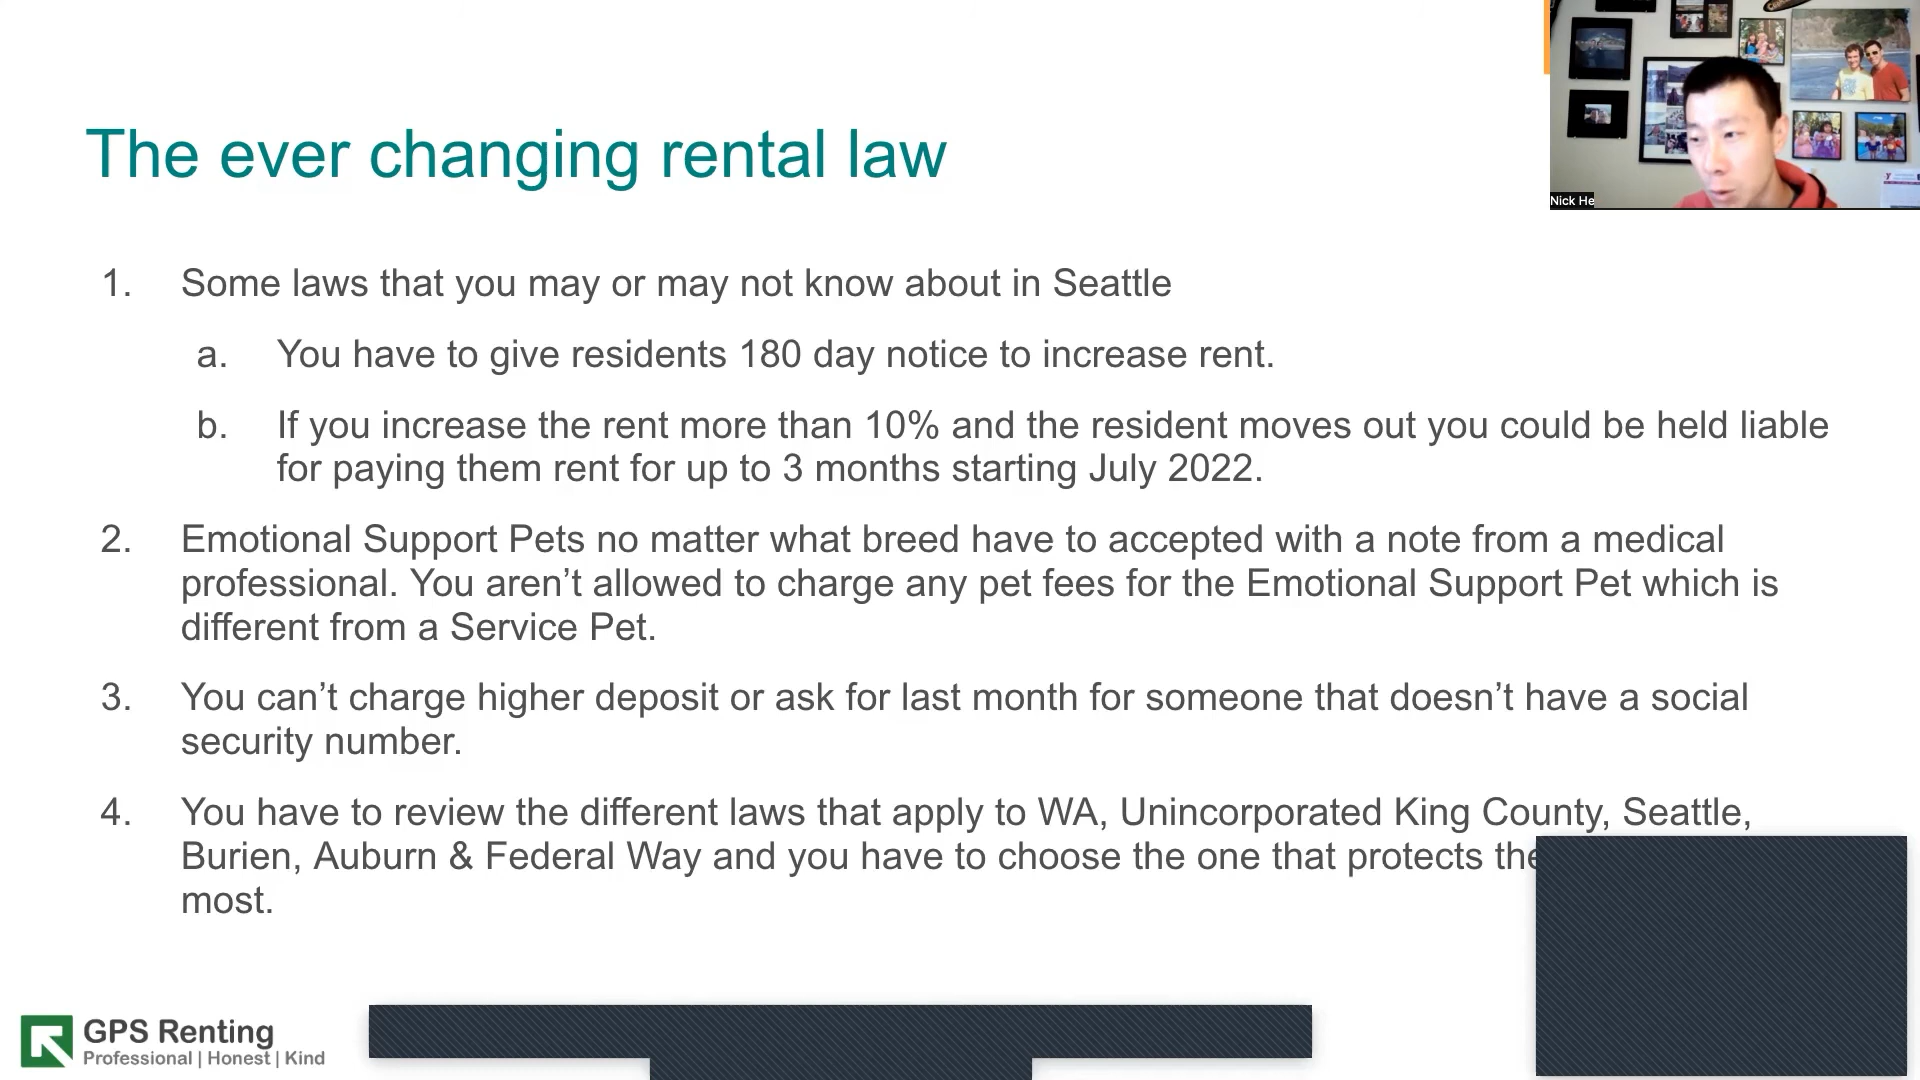 The ever changing rental law
Nick He
1. Some laws that you may or may not know about in Seattle
a. You have to give residents 180 day notice to increase rent.
b. If you increase the rent more than 10% and the resident moves out you could be held liable
for paying them rent for up to 3 months starting July 2022.
2. Emotional Support Pets no matter what breed have to accepted with a note from a medical
professional. You aren’t allowed to charge any pet fees for the Emotional Support Pet which is
different from a Service Pet.
3. You can’t charge higher deposit or ask for last month for someone that doesn’t have a social
security number.
4. You have to review the different laws that apply to WA, Unincorporated King County, Seattle,
Burien, Auburn & Federal Way and you have to choose the one that protects the
most.
GPS Renting
Professional | Honest | Kind